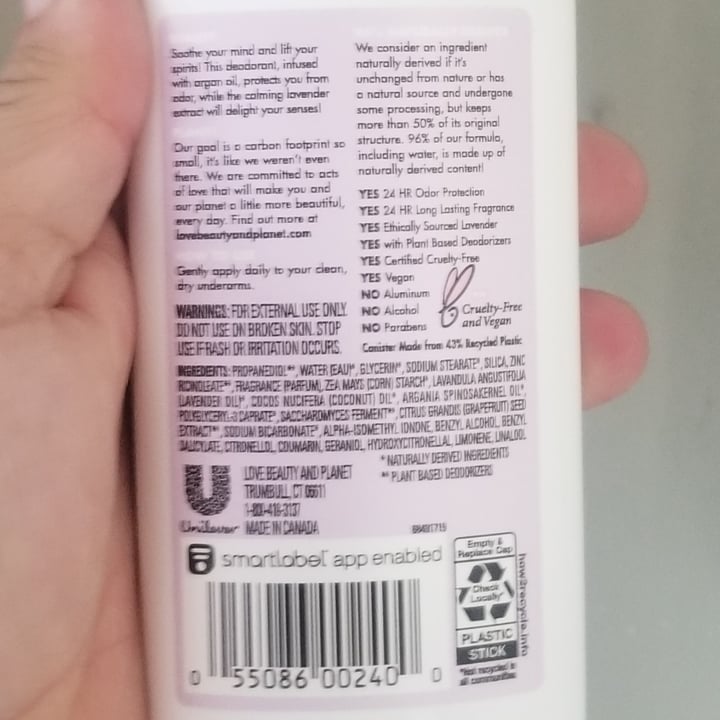 Soothe your mind and lift your
spirits! This deodorant, infused
with argan oil, protects you from
odor, while the calming lavender
extract will delight your senses!
Our goal is a carbon footprint so
small, it's like we weren't even
there. We are committed to acts
of love that will make you and
our planet a little more beautiful,
every day. Find out more at
lovebeautyandplanet.com
Gently apply daily to your clean,
dry underarms.
WARNINGS: FOR EXTERNAL USE ONLY.
DO NOT USE ON BROKEN SKIN. STOP
USE IF RASH OR IRRITATION OCCURS.
We consider an ingredient
naturally derived if it's
unchanged from nature or has
a natural source and undergone
some processing, but keeps
more than 50% of its original
structure. 96% of our formula,
including water, is made up of
naturally derived content!
YES 24 HR Odor Protection
YES 24 HR Long Lasting Fragrance
YES Ethically Sourced Lavender
YES with Plant Based Deodorizers
YES Certified Cruelty-Free
YES Vegan
NO Aluminum
NO Alcohol
NO Parabens
Cruelty-Free
and Vegan
Canister Made from 43% Recycled Plastic
INGREDIENTS: PROPANEDIOL*, WATER (EAU)*, GLYCERIN*, SODIUM STEARATE*, SILICA, ZINC
RICINOLEATE**, FRAGRANCE (PARFUM), ZEA MAYS (CORN) STARCH*, LAVANDULA ANGUSTIFOLIA
(LAVENDER OIL)*, COCOS NUCIFERA (COCONUT) OIL*, ARGANIA SPINOSA KERNEL OIL*,
POLYGLYCERYL-3 CAPRATE*, SACCHAROMYCES FERMENT**, CITRUS GRANDIS (GRAPEFRUIT) SEED
EXTRACT**, SODIUM BICARBONATE*, ALPHA-ISOMETHYL IONONE, BENZYL ALCOHOL, BENZYL
SALICYLATE, CITRONELLOL, COUMARIN, GERANIOL, HYDROXYCITRONELLAL, LIMONENE, LINALOOL
*NATURALLY DERIVED INGREDIENTS
** PLANT BASED DEODORIZERS
LOVE BEAUTY AND PLANET
TRUMBULL, CT 06611
1-800-418-3137
MADE IN CANADA
Unilever
smartlabel™ app enabled
0 55086 00240 0
Empty &
Replace Cap
Check
Locally*
PLASTIC
STICK
*Not recycled in
all communities
how2recycle.info